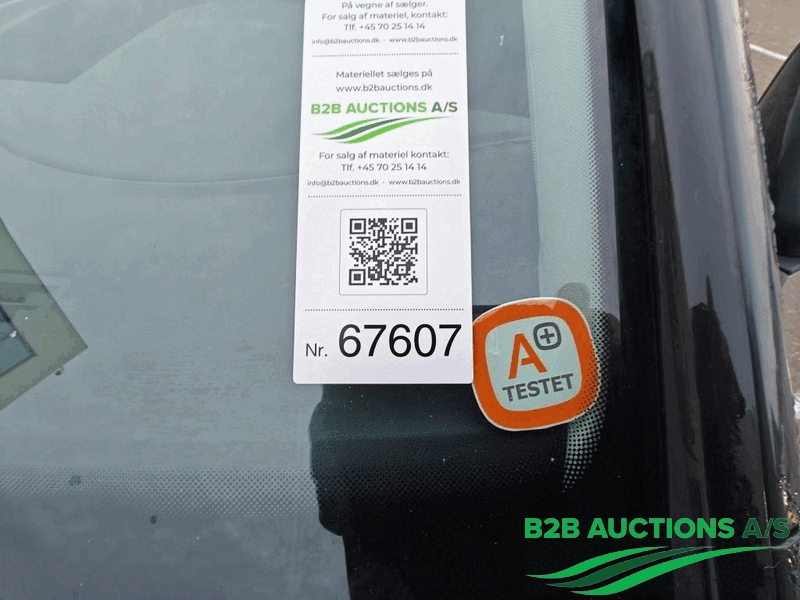 På vegne af sælger.
For salg af materiel, kontakt:
Tlf. +45 70 25 14 14
info@b2bauctions.dk · www.b2bauctions.dk
Materiellet sælges på
www.b2bauctions.dk
B2B AUCTIONS A/S
For salg af materiel kontakt:
Tlf. +45 70 25 14 14
info@b2bauctions.dk · www.b2bauctions.dk
Nr. 67607
A+
TESTET
B2B AUCTIONS A/S